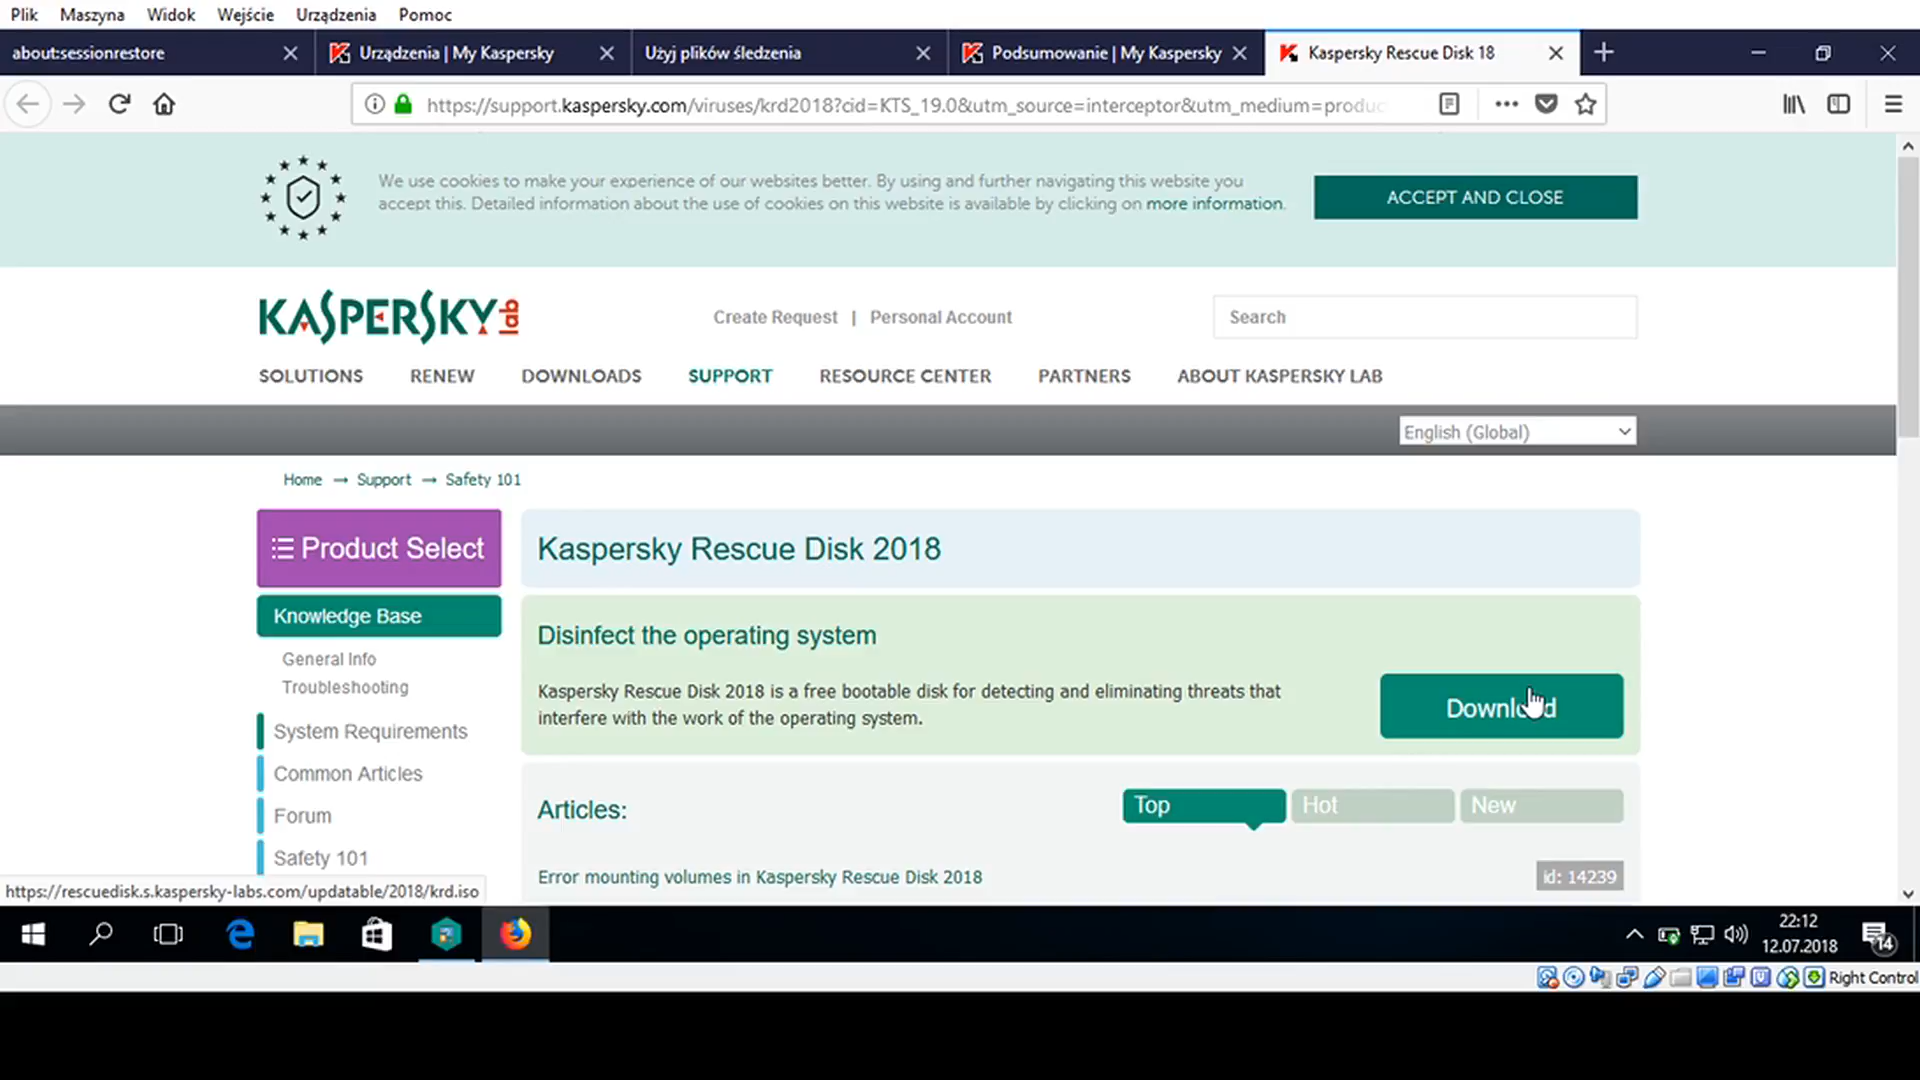 Plik Maszyna Widok Wejście Urządzenia Pomoc
about:sessionrestore
Urządzenia | My Kaspersky
Użyj plików śledzenia
Podsumowanie | My Kaspersky
Kaspersky Rescue Disk 18
https://support.kaspersky.com/viruses/krd2018?cid=KTS_19.0&utm_source=interceptor&utm_medium=produc
We use cookies to make your experience of our websites better. By using and further navigating this website you
accept this. Detailed information about the use of cookies on this website is available by clicking on more information.
ACCEPT AND CLOSE
KASPERSKY lab
Create Request | Personal Account
Search
SOLUTIONS RENEW DOWNLOADS SUPPORT RESOURCE CENTER PARTNERS ABOUT KASPERSKY LAB
English (Global)
Home → Support → Safety 101
Product Select
Knowledge Base
General Info
Troubleshooting
System Requirements
Common Articles
Forum
Safety 101
Kaspersky Rescue Disk 2018
Disinfect the operating system
Kaspersky Rescue Disk 2018 is a free bootable disk for detecting and eliminating threats that
interfere with the work of the operating system.
Download
Articles:
Top Hot New
Error mounting volumes in Kaspersky Rescue Disk 2018
id: 14239
https://rescuedisk.s.kaspersky-labs.com/updatable/2018/krd.iso
22:12
12.07.2018
14
Right Control